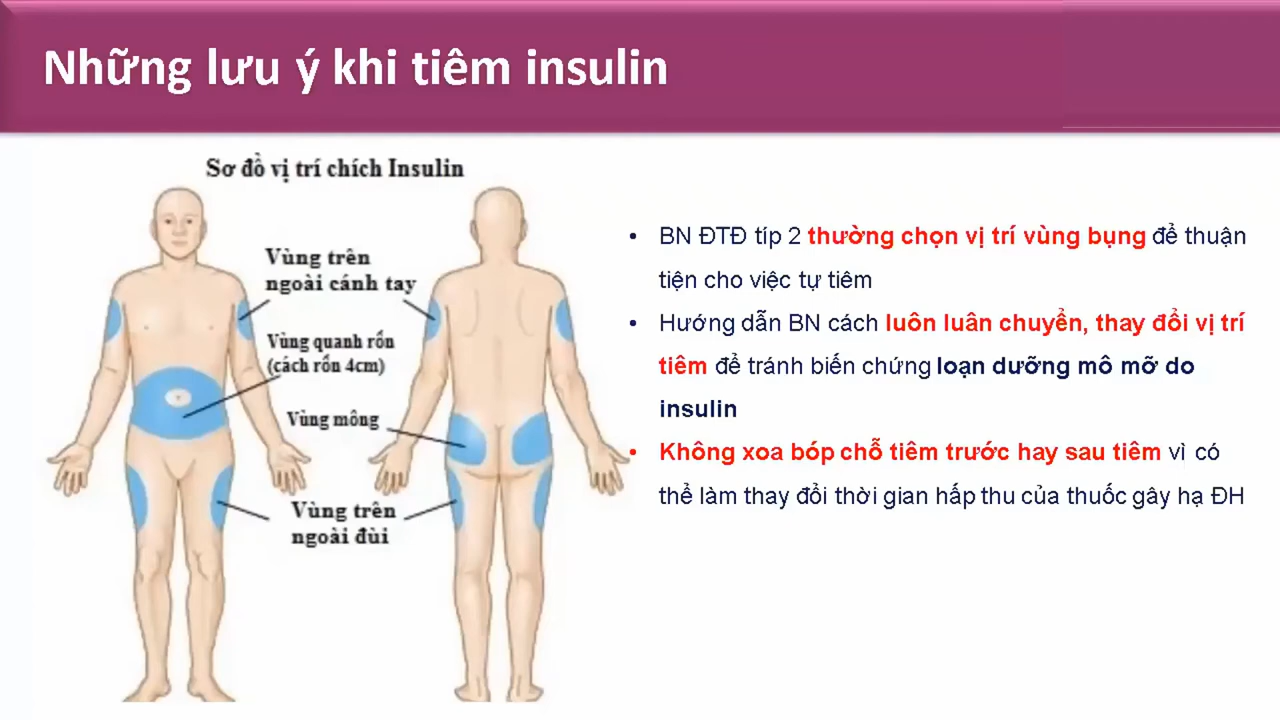 Những lưu ý khi tiêm insulin
Sơ đồ vị trí chích Insulin
Vùng trên
ngoài cánh tay
Vùng quanh rốn
(cách rốn 4cm)
Vùng mông
Vùng trên
ngoài đùi
• BN ĐTĐ típ 2 thường chọn vị trí vùng bụng để thuận
tiện cho việc tự tiêm
• Hướng dẫn BN cách luôn luân chuyển, thay đổi vị trí
tiêm để tránh biến chứng loạn dưỡng mô mỡ do
insulin
• Không xoa bóp chỗ tiêm trước hay sau tiêm vì có
thể làm thay đổi thời gian hấp thu của thuốc gây hạ ĐH